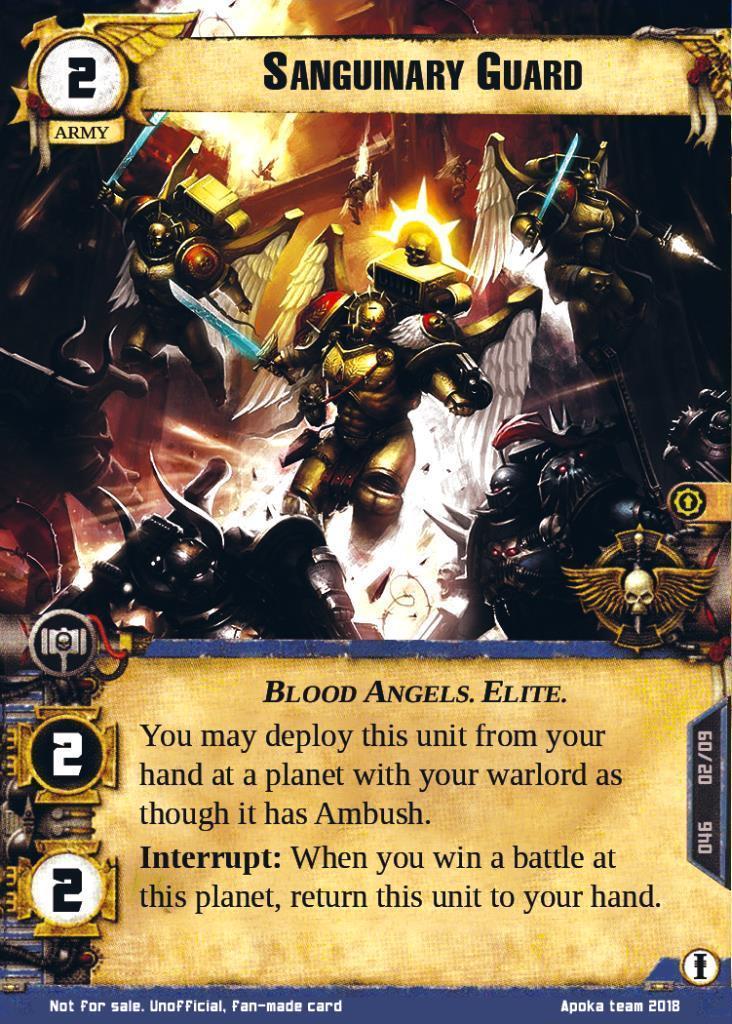 2
SANGUINARY GUARD
ARMY
BLOOD ANGELS. ELITE.
2
You may deploy this unit from your
hand at a planet with your warlord as
though it has Ambush.
2
Interrupt: When you win a battle at
this planet, return this unit to your hand.
02/09
046
I
Not for sale. Unofficial, fan-made card
Apoka team 2018